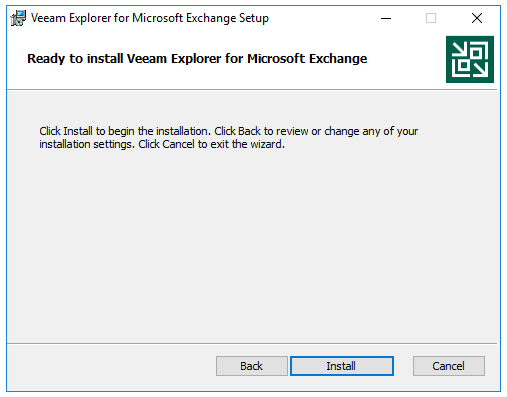 Veeam Explorer for Microsoft Exchange Setup
Ready to install Veeam Explorer for Microsoft Exchange
Click Install to begin the installation. Click Back to review or change any of your
installation settings. Click Cancel to exit the wizard.
Back
Install
Cancel